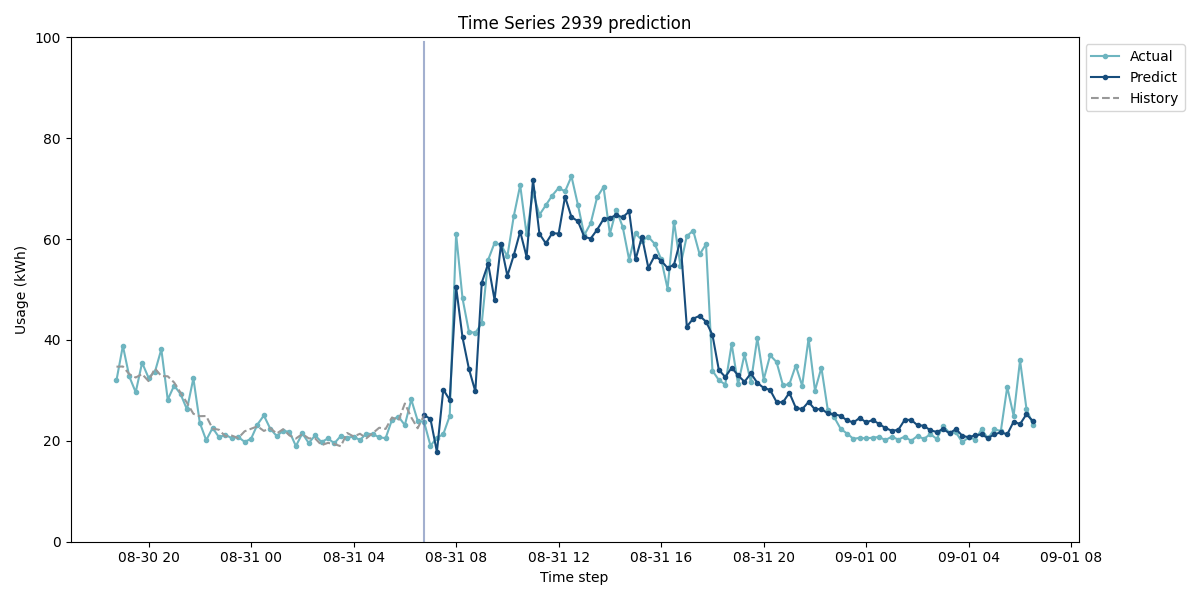 Time Series 2939 prediction
100
80
60
40
20
0
Usage (kWh)
08-30 20 08-31 00 08-31 04 08-31 08 08-31 12 08-31 16 08-31 20 09-01 00 09-01 04 09-01 08
Time step
Actual
Predict
History